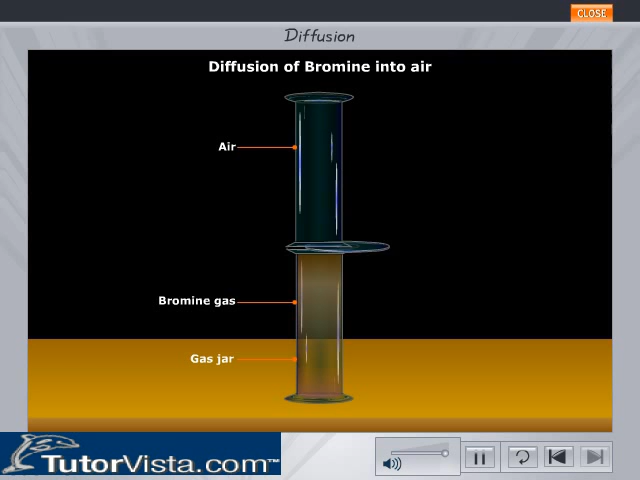 CLOSE
Diffusion
Diffusion of Bromine into air
Air
Bromine gas
Gas jar
TutorVista.com™